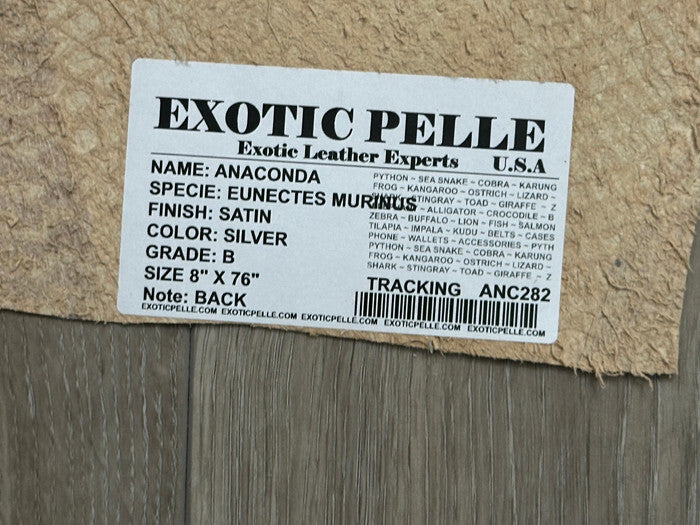 EXOTIC PELLE
Exotic Leather Experts U.S.A
NAME: ANACONDA
SPECIE: EUNECTES MURINUS
FINISH: SATIN
COLOR: SILVER
GRADE: B
SIZE 8" X 76"
Note: BACK
PYTHON ~ SEA SNAKE ~ COBRA ~ KARUNG
FROG ~ KANGAROO ~ OSTRICH ~ LIZARD ~
STINGRAY ~ TOAD ~ GIRAFFE ~ Z
~ ALLIGATOR ~ CROCODILE ~ B
ZEBRA ~ BUFFALO ~ LION ~ FISH ~ SALMON
TILAPIA ~ IMPALA ~ KUDU ~ BELTS ~ CASES
PHONE ~ WALLETS ~ ACCESSORIES ~ PYTH
PYTHON ~ SEA SNAKE ~ COBRA ~ KARUNG
FROG ~ KANGAROO ~ OSTRICH ~ LIZARD ~
SHARK ~ STINGRAY ~ TOAD ~ GIRAFFE ~ Z
TRACKING ANC282
EXOTICPELLE.COM EXOTICPELLE.COM EXOTICPELLE.COM EXOTICPELLE.COM EXOTICPELLE.COM